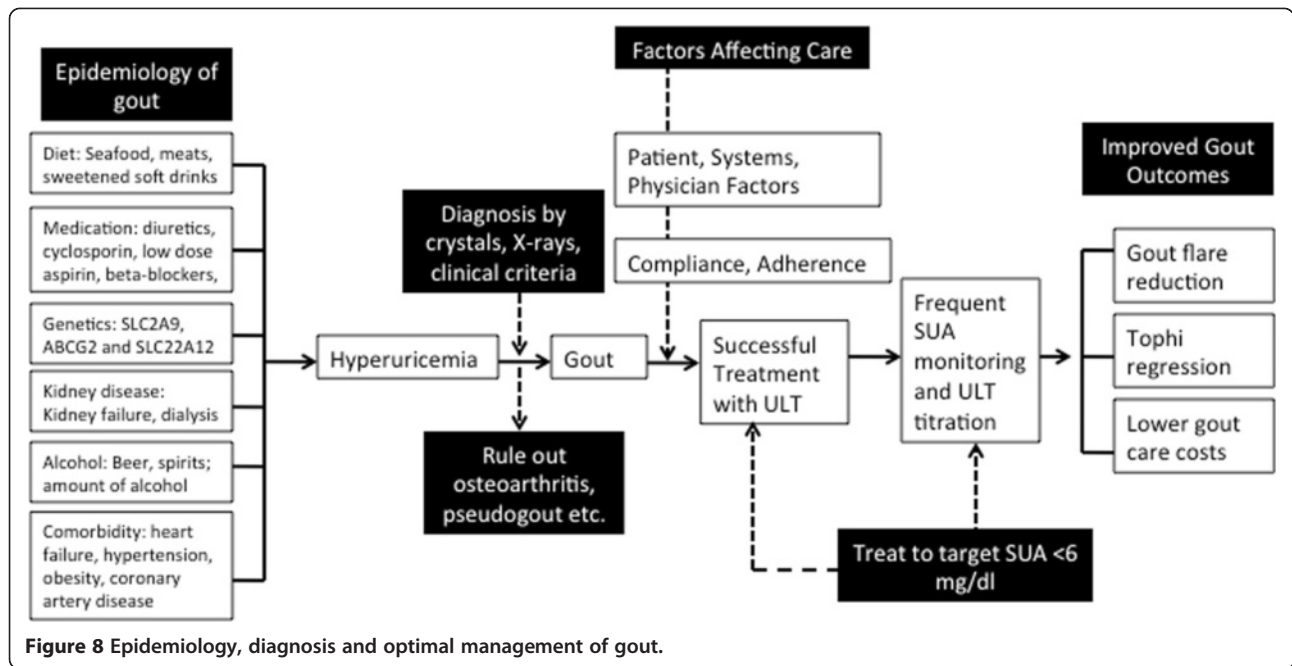 Epidemiology of
gout
Diet: Seafood, meats,
sweetened soft drinks
Medication: diuretics,
cyclosporin, low dose
aspirin, beta-blockers,
Genetics: SLC2A9,
ABCG2 and SLC22A12
Kidney disease:
Kidney failure, dialysis
Alcohol: Beer, spirits;
amount of alcohol
Comorbidity: heart
failure, hypertension,
obesity, coronary
artery disease
Hyperuricemia
Diagnosis by
crystals, X-rays,
clinical criteria
Rule out
osteoarthritis,
pseudogout etc.
Gout
Factors Affecting Care
Patient, Systems,
Physician Factors
Compliance, Adherence
Successful
Treatment
with ULT
Frequent
SUA
monitoring
and ULT
titration
Treat to target SUA <6
mg/dl
Improved Gout
Outcomes
Gout flare
reduction
Tophi
regression
Lower gout
care costs
Figure 8 Epidemiology, diagnosis and optimal management of gout.